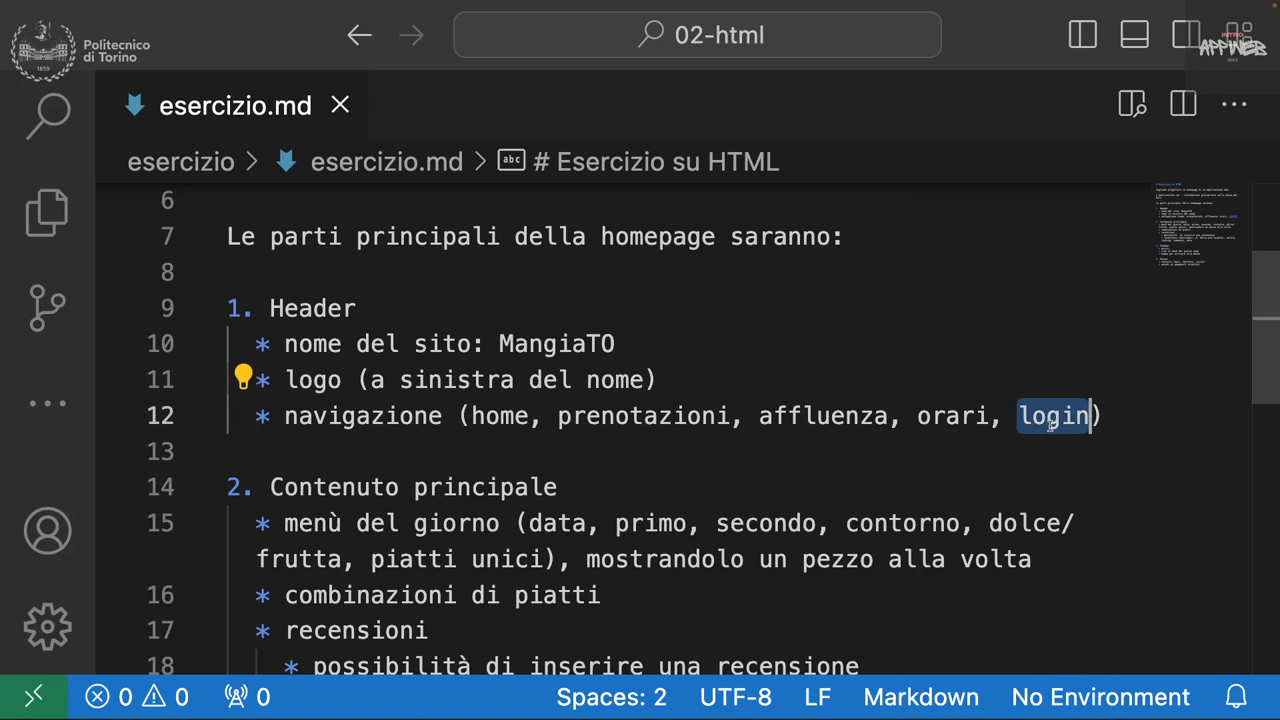 Politecnico
di Torino
1859
02-html
INTRO
APPWEB
esercizio.md
esercizio > esercizio.md > abc # Esercizio su HTML
6
7 Le parti principali della homepage saranno:
8
9 1. Header
10 * nome del sito: MangiaTO
11 * logo (a sinistra del nome)
12 * navigazione (home, prenotazioni, affluenza, orari, login)
13
14 2. Contenuto principale
15 * menù del giorno (data, primo, secondo, contorno, dolce/
frutta, piatti unici), mostrandolo un pezzo alla volta
16 * combinazioni di piatti
17 * recensioni
18 * possibilità di inserire una recensione
0 0 0 Spaces: 2 UTF-8 LF Markdown No Environment